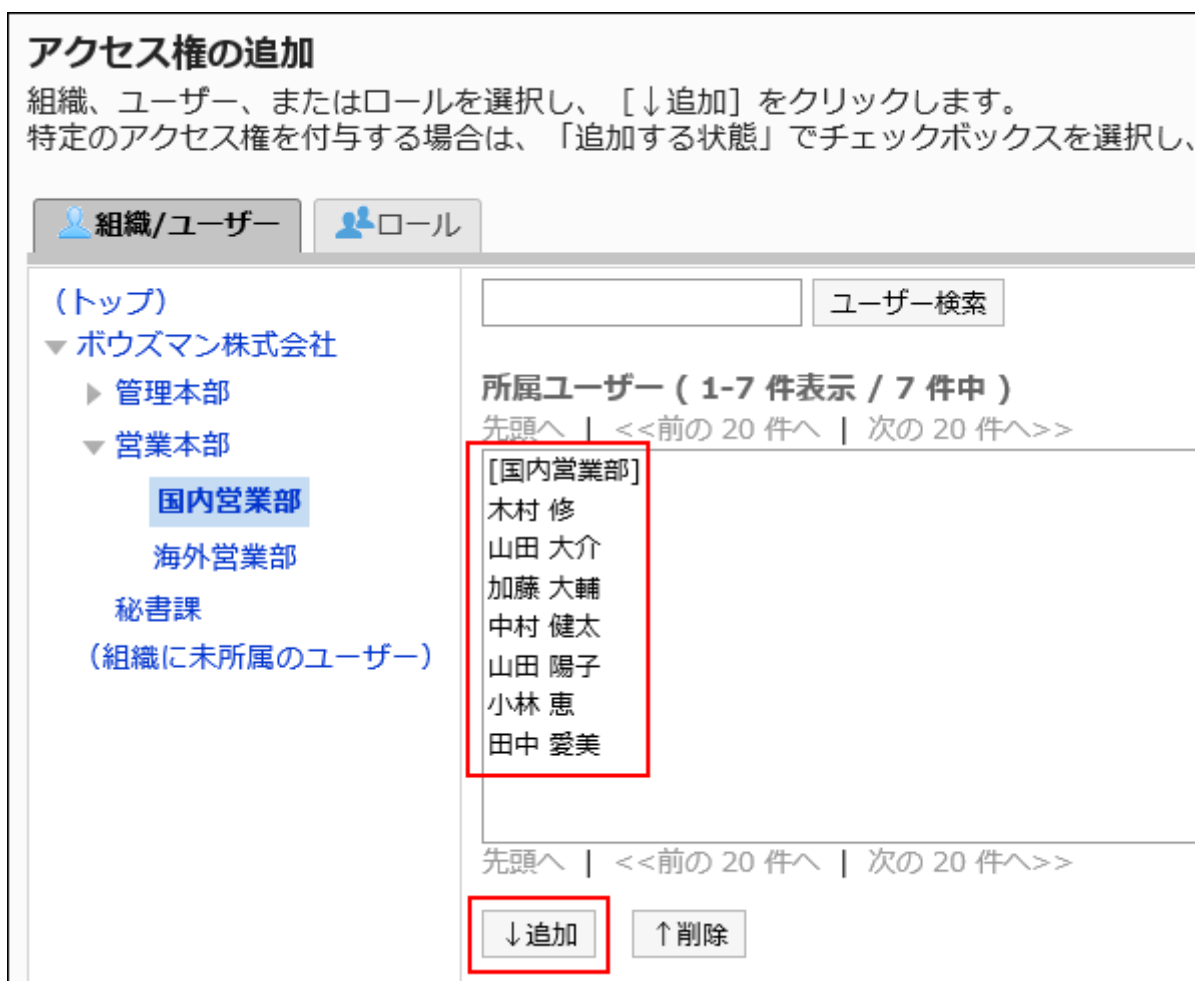 アクセス権の追加
組織、ユーザー、またはロールを選択し、［↓追加］をクリックします。
特定のアクセス権を付与する場合は、「追加する状態」でチェックボックスを選択し、
組織/ユーザー
ロール
（トップ）
ボウズマン株式会社
管理本部
営業本部
国内営業部
海外営業部
秘書課
（組織に未所属のユーザー）
ユーザー検索
所属ユーザー ( 1-7 件表示 / 7 件中 )
先頭へ | <<前の 20 件へ | 次の 20 件へ>>
[国内営業部]
木村 修
山田 大介
加藤 大輔
中村 健太
山田 陽子
小林 恵
田中 愛美
先頭へ | <<前の 20 件へ | 次の 20 件へ>>
↓追加
↑削除